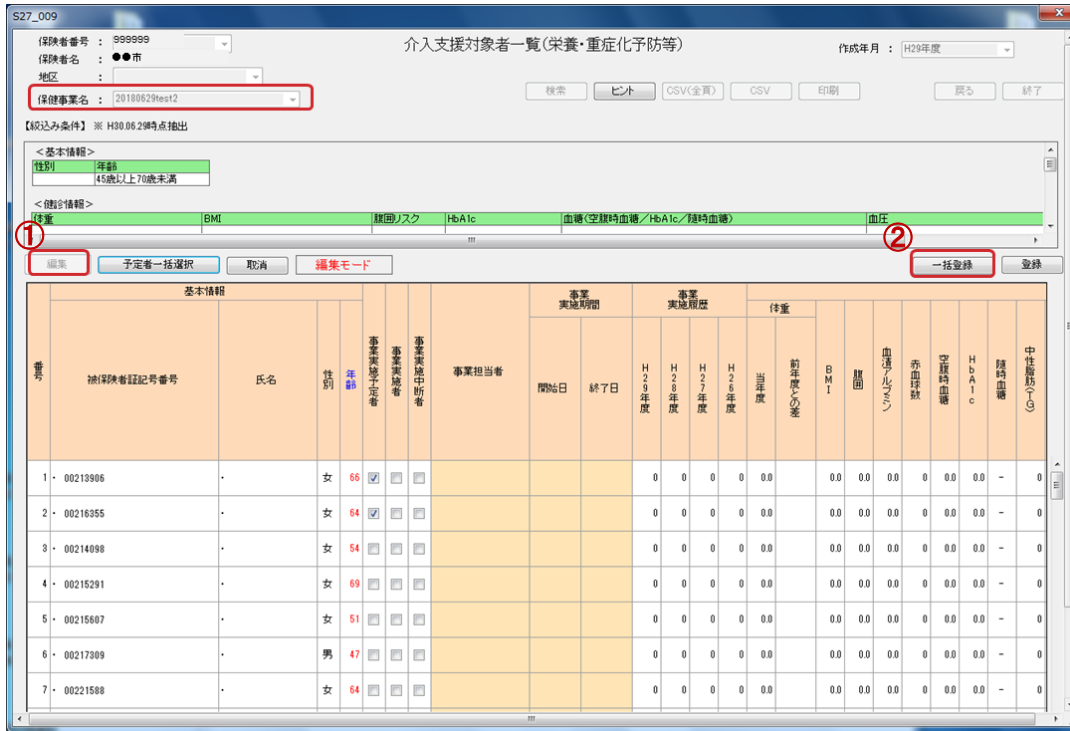 S27_009
保険者番号 : 999999
介入支援対象者一覧(栄養・重症化予防等)
作成年月 : H29年度
保険者名 : ●●市
地区 :
保健事業名 : 20180629test2
検索 ヒント CSV(全頁) CSV 印刷 戻る 終了
【絞込み条件】 ※ H30.06.29時点抽出
<基本情報>
性別 年齢
45歳以上70歳未満
<健診情報>
体重 BMI 腹囲リスク HbA1c 血糖(空腹時血糖/HbA1c/随時血糖) 血圧
① ②
編集 予定者一括選択 取消 編集モード 一括登録 登録
番号
基本情報
被保険者証記号番号
氏名
性別
年齢
事業実施予定者
事業実施者
事業実施中断者
事業担当者
事業実施期間
開始日
終了日
事業実施履歴
H29年度
H28年度
H27年度
H26年度
体重
当年度
前年度との差
BMI
腹囲
血清アルブミン
赤血球数
空腹時血糖
HbA1c
随時血糖
中性脂肪(TG)
1 ・ 00213906 ・ 女 66 0 0 0 0 0.0 0.0 0.0 0.0 0 0.0 0.0 - 0
2 ・ 00216355 ・ 女 64 0 0 0 0 0.0 0.0 0.0 0.0 0 0.0 0.0 - 0
3 ・ 00214098 ・ 女 54 0 0 0 0 0.0 0.0 0.0 0.0 0 0.0 0.0 - 0
4 ・ 00215291 ・ 女 69 0 0 0 0 0.0 0.0 0.0 0.0 0 0.0 0.0 - 0
5 ・ 00215607 ・ 女 51 0 0 0 0 0.0 0.0 0.0 0.0 0 0.0 0.0 - 0
6 ・ 00217309 ・ 男 47 0 0 0 0 0.0 0.0 0.0 0.0 0 0.0 0.0 - 0
7 ・ 00221588 ・ 女 64 0 0 0 0 0.0 0.0 0.0 0.0 0 0.0 0.0 - 0